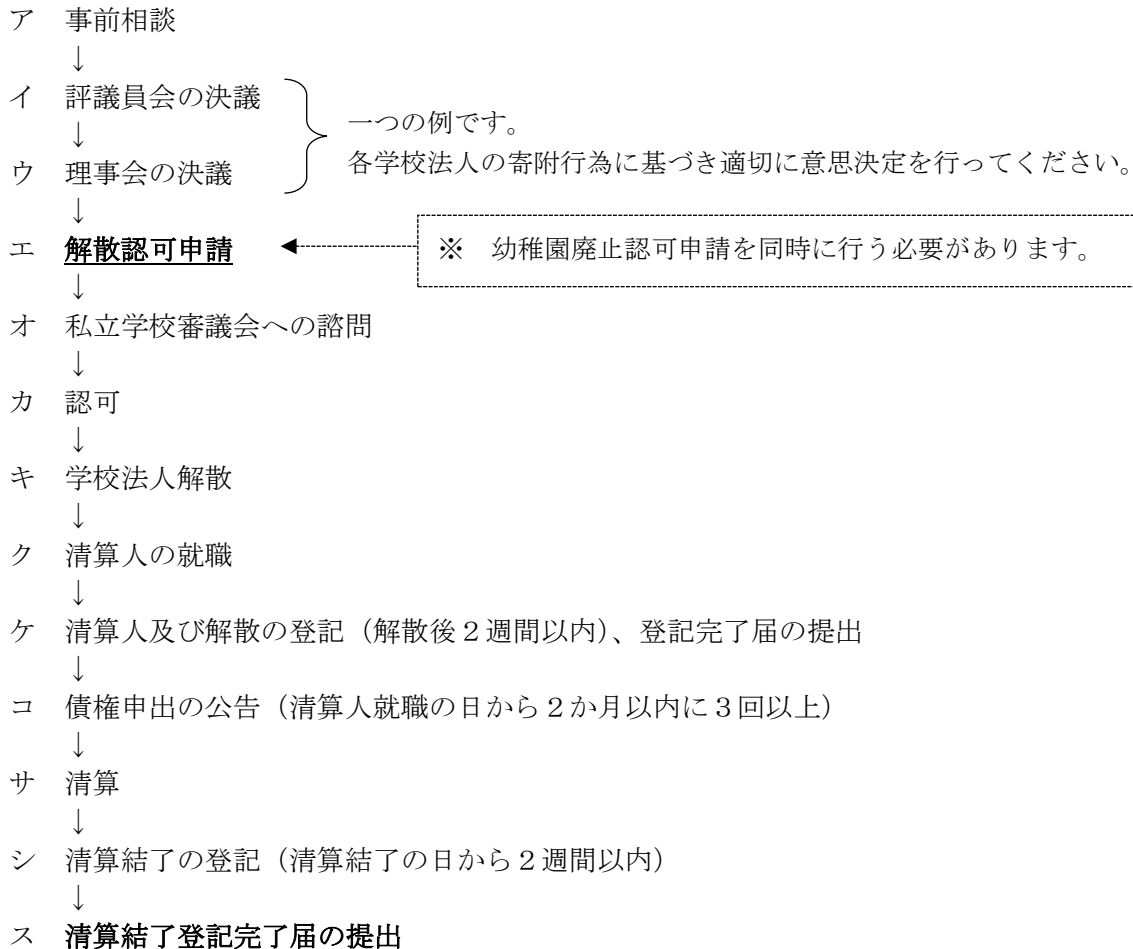 ア 事前相談
↓
イ 評議員会の決議
↓
一つの例です。
各学校法人の寄附行為に基づき適切に意思決定を行ってください。
ウ 理事会の決議
↓
エ 解散認可申請
※ 幼稚園廃止認可申請を同時に行う必要があります。
↓
オ 私立学校審議会への諮問
↓
カ 認可
↓
キ 学校法人解散
↓
ク 清算人の就職
↓
ケ 清算人及び解散の登記（解散後２週間以内）、登記完了届の提出
↓
コ 債権申出の公告（清算人就職の日から２か月以内に３回以上）
↓
サ 清算
↓
シ 清算結了の登記（清算結了の日から２週間以内）
↓
ス 清算結了登記完了届の提出